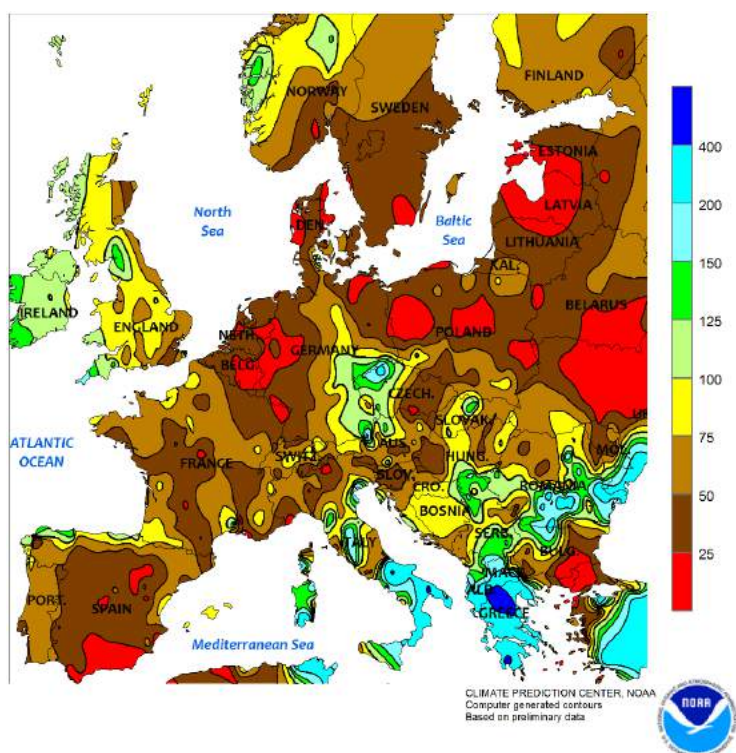 FINLAND
NORWAY
SWEDEN
ESTONIA
North
Sea
DEN.
LATVIA
Baltic
Sea
LITHUANIA
KAL.
IRELAND
ENGLAND
BELARUS
NETH.
POLAND
GERMANY
BELG.
CZECH.
SLOVAK.
ATLANTIC
OCEAN
AUS.
MOL.
FRANCE
SWITZ.
HUNG.
SLOV.
ROMANIA
CRO.
BOSNIA
SERB.
ITALY
BULG.
MACE.
ALB.
PORT.
SPAIN
GREECE
Mediterranean Sea
400
200
150
125
100
75
50
25
CLIMATE PREDICTION CENTER, NOAA
Computer generated contours
Based on preliminary data
NOAA